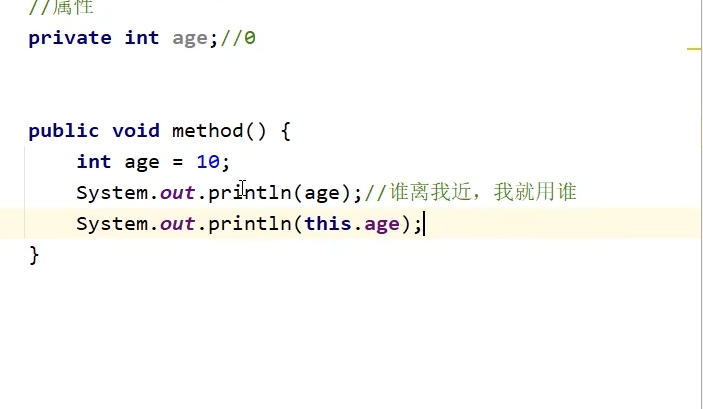 //属性
private int age;//0
public void method() {
int age = 10;
System.out.println(age);//谁离我近，我就用谁
System.out.println(this.age);
}